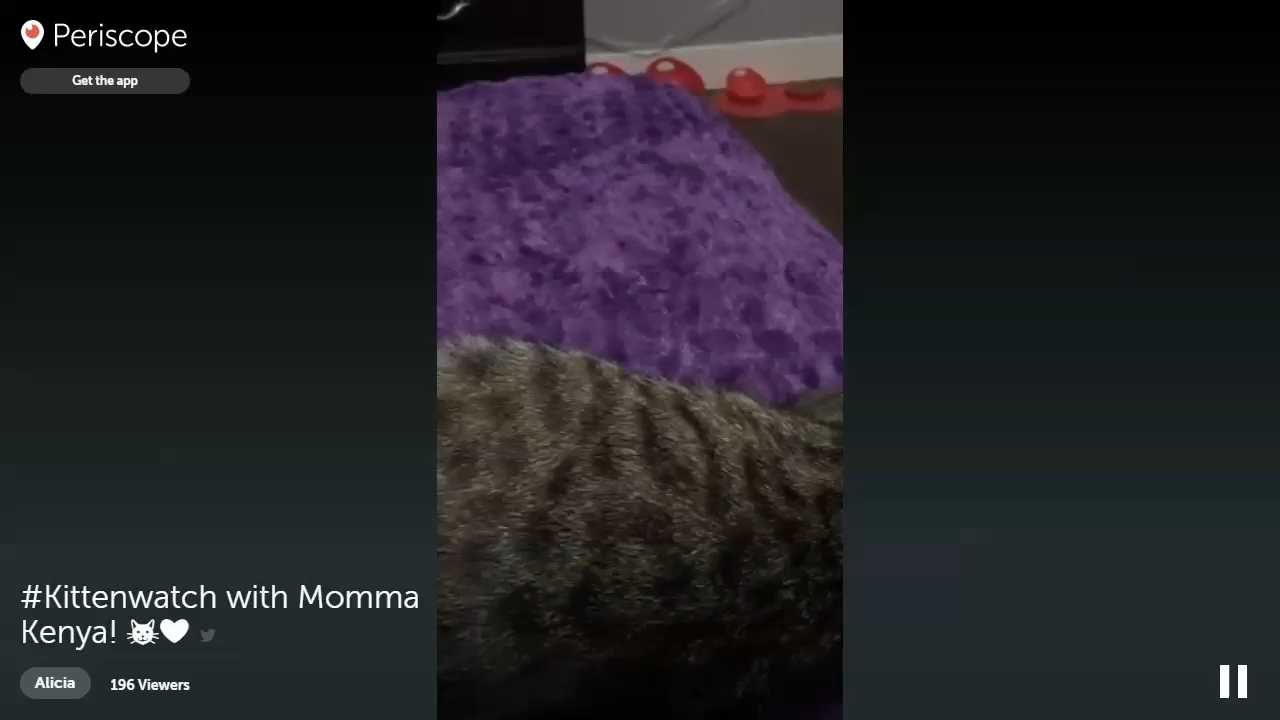 Periscope
Get the app
#Kittenwatch with Momma
Kenya! 😺🤍
Alicia
196 Viewers